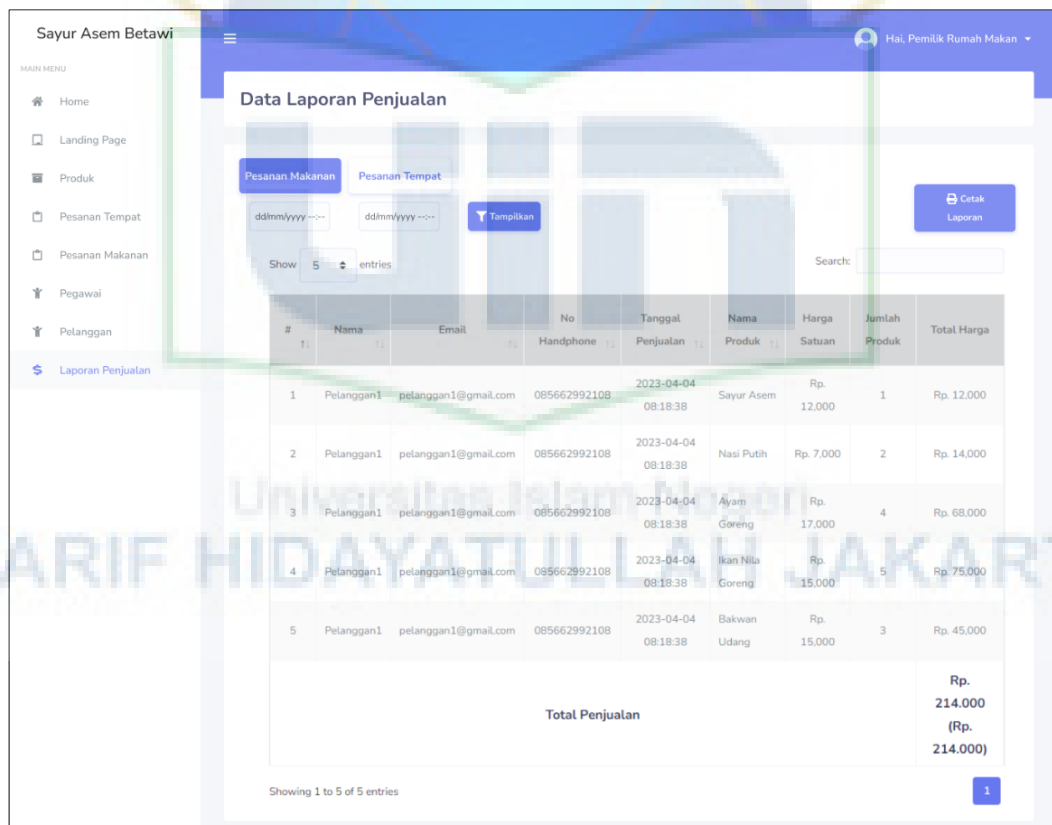 Sayur Asem Betawi
Hai, Pemilik Rumah Makan
MAIN MENU
Home
Landing Page
Produk
Pesanan Tempat
Pesanan Makanan
Pegawai
Pelanggan
$ Laporan Penjualan
Data Laporan Penjualan
Pesanan Makanan Pesanan Tempat
dd/mm/yyyy --:-- dd/mm/yyyy --:-- Tampilkan
Cetak
Laporan
Show 5 entries
Search:
# Nama Email No Handphone Tanggal Penjualan Nama Produk Harga Satuan Jumlah Produk Total Harga
1 Pelanggan1 pelanggan1@gmail.com 085662992108 2023-04-04 08:18:38 Sayur Asem Rp. 12,000 1 Rp. 12,000
2 Pelanggan1 pelanggan1@gmail.com 085662992108 2023-04-04 08:18:38 Nasi Putih Rp. 7,000 2 Rp. 14,000
3 Pelanggan1 pelanggan1@gmail.com 085662992108 2023-04-04 08:18:38 Ayam Goreng Rp. 17,000 4 Rp. 68,000
4 Pelanggan1 pelanggan1@gmail.com 085662992108 2023-04-04 08:18:38 Ikan Nila Goreng Rp. 15,000 5 Rp. 75,000
5 Pelanggan1 pelanggan1@gmail.com 085662992108 2023-04-04 08:18:38 Bakwan Udang Rp. 15,000 3 Rp. 45,000
Total Penjualan
Rp.
214.000
(Rp.
214.000)
Showing 1 to 5 of 5 entries
1
uin
Universitas Islam Negeri
ARIF HIDAYATULLAH JAKART